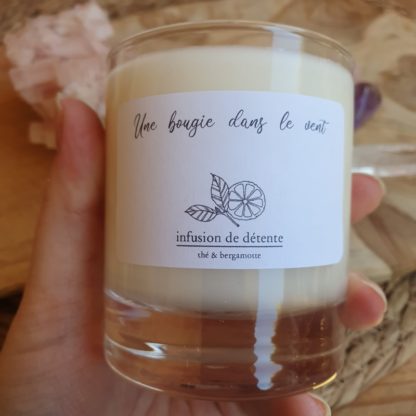 Une bougie dans le vent
infusion de détente
thé & bergamotte